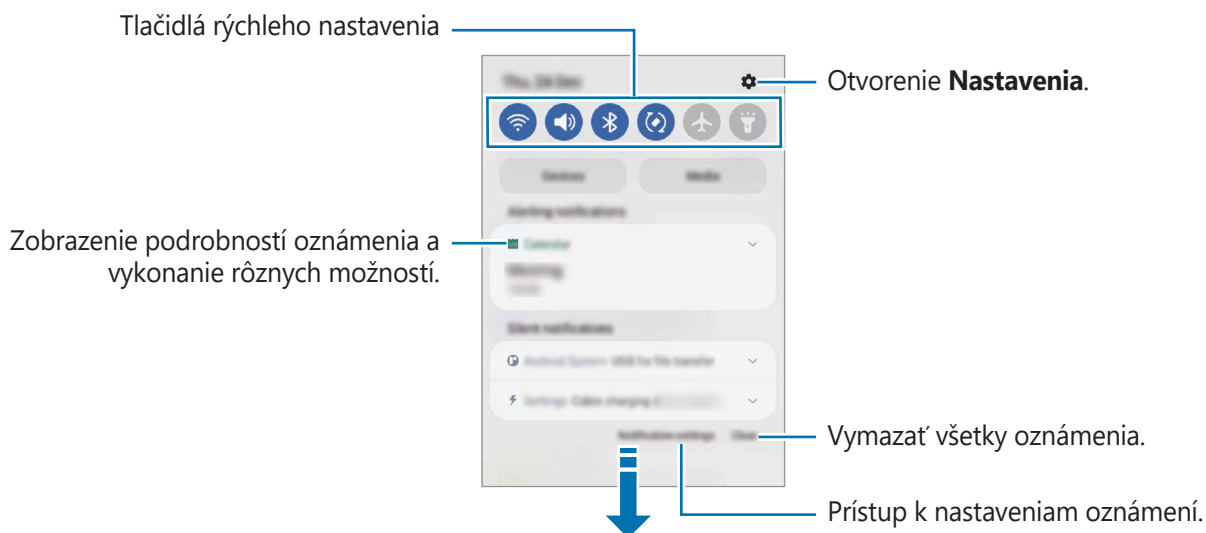 Tlačidlá rýchleho nastavenia
Otvorenie Nastavenia.
Zobrazenie podrobností oznámenia a
vykonanie rôznych možností.
Devices
Media
Alerting notifications
Calendar
Silent notifications
Android System USB for file transfer
Settings Cable charging
Notification settings Clear
Vymazať všetky oznámenia.
Prístup k nastaveniam oznámení.